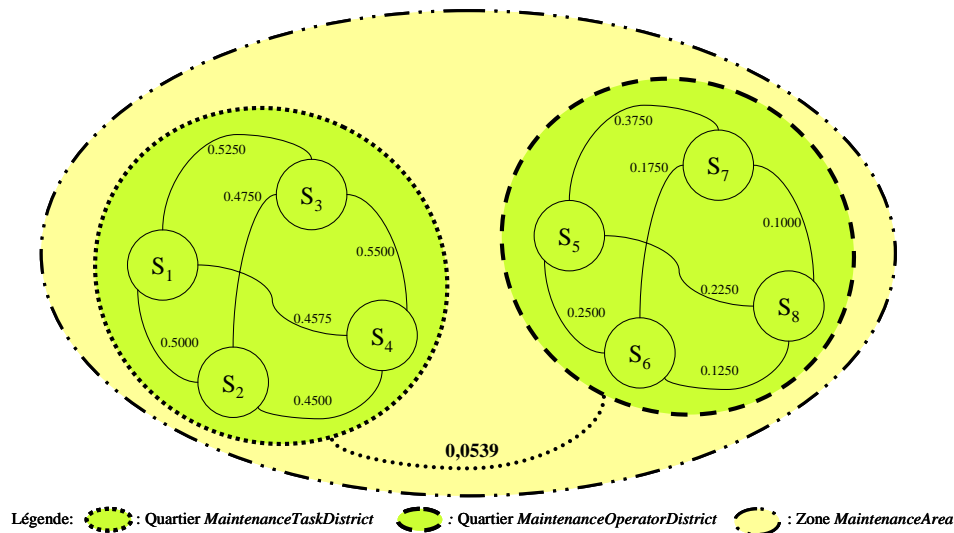 0.3750
0.5250
0.1750
S7
0.4750
S3
0.1000
S5
0.5500
S1
0.2250
S8
0.2500
0.4575
S4
0.5000
S6
0.1250
S2
0.4500
0,0539
Légende: : Quartier MaintenanceTaskDistrict : Quartier MaintenanceOperatorDistrict : Zone MaintenanceArea